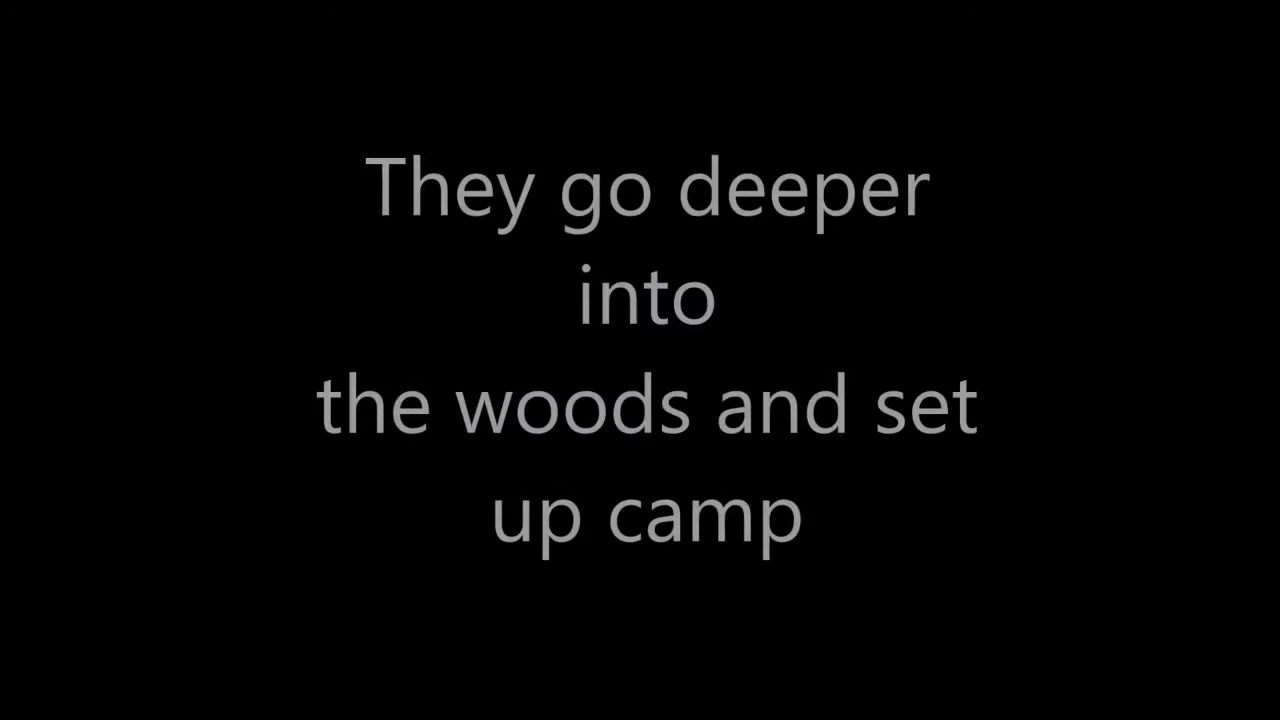 They go deeper
into
the woods and set
up camp